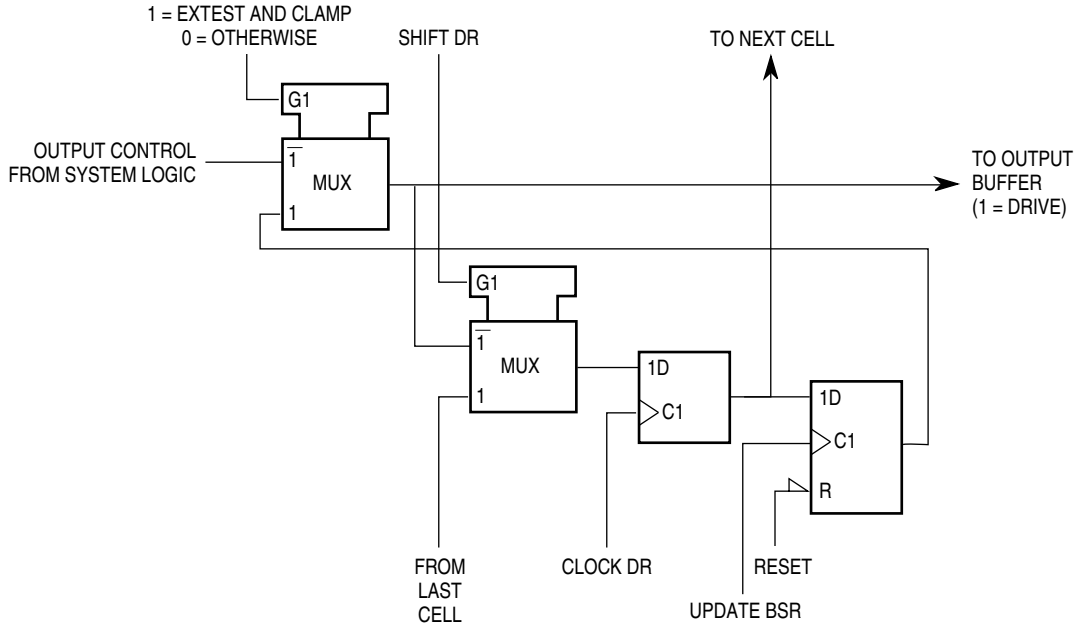 1 = EXTEST AND CLAMP
0 = OTHERWISE
SHIFT DR
TO NEXT CELL
G1
OUTPUT CONTROL
FROM SYSTEM LOGIC
1
MUX
1
TO OUTPUT
BUFFER
(1 = DRIVE)
G1
1
MUX
1
1D
C1
1D
C1
R
FROM
LAST
CELL
CLOCK DR
RESET
UPDATE BSR